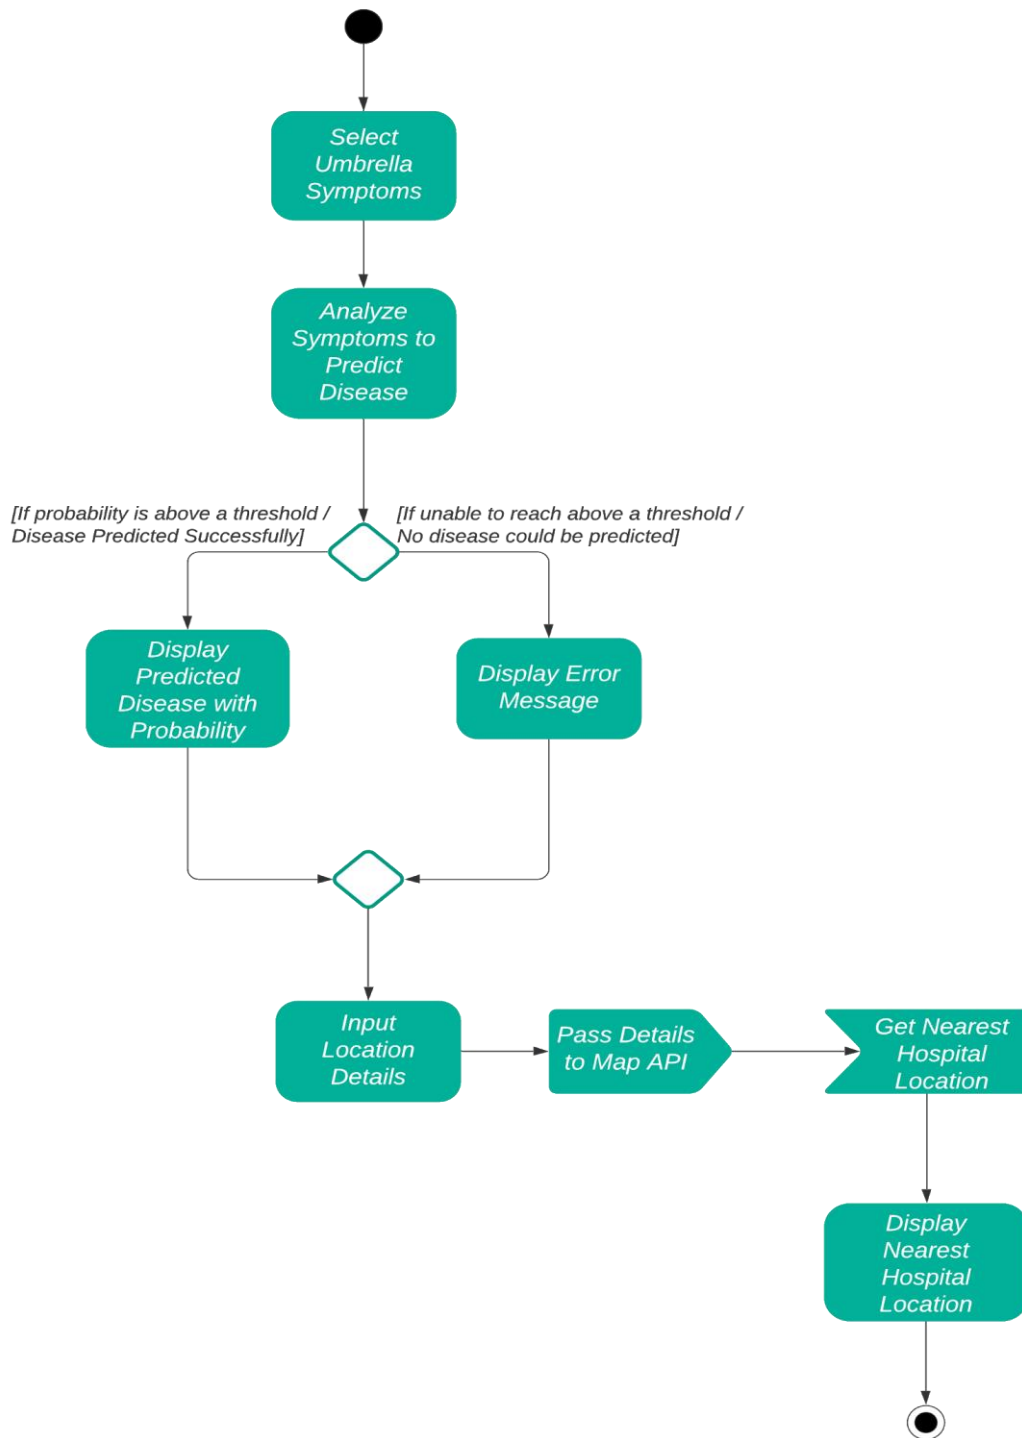 Select
Umbrella
Symptoms
Analyze
Symptoms to
Predict
Disease
[If probability is above a threshold /
Disease Predicted Successfully]
[If unable to reach above a threshold /
No disease could be predicted]
Display
Predicted
Disease with
Probability
Display Error
Message
Input
Location
Details
Pass Details
to Map API
Get Nearest
Hospital
Location
Display
Nearest
Hospital
Location